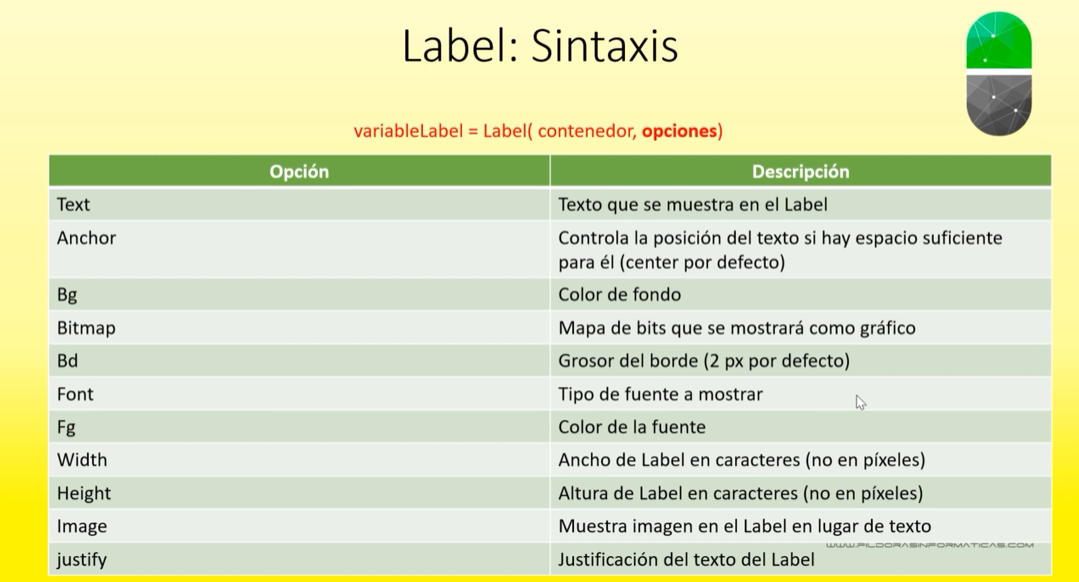 Label: Sintaxis
variableLabel = Label( contenedor, opciones)
Opción Descripción
Text Texto que se muestra en el Label
Anchor Controla la posición del texto si hay espacio suficiente
para él (center por defecto)
Bg Color de fondo
Bitmap Mapa de bits que se mostrará como gráfico
Bd Grosor del borde (2 px por defecto)
Font Tipo de fuente a mostrar
Fg Color de la fuente
Width Ancho de Label en caracteres (no en píxeles)
Height Altura de Label en caracteres (no en píxeles)
Image Muestra imagen en el Label en lugar de texto
WWW.PILDORASINFORMATICAS.COM
justify Justificación del texto del Label